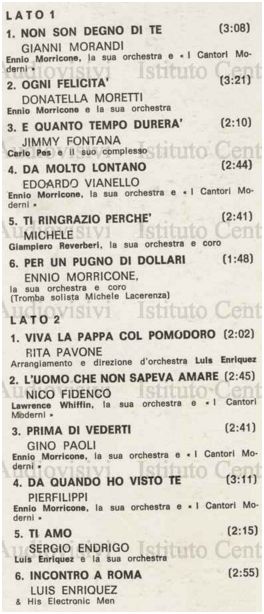 LATO 1
1. NON SON DEGNO DI TE (3:08)
GIANNI MORANDI
Ennio Morricone, la sua orchestra e « I Cantori Mo-
derni »
2. OGNI FELICITA' (3:21)
DONATELLA MORETTI
Ennio Morricone e la sua orchestra
3. E QUANTO TEMPO DURERA' (2:10)
JIMMY FONTANA
Carlo Pes e il suo complesso
4. DA MOLTO LONTANO (2:44)
EDOARDO VIANELLO
Ennio Morricone, la sua orchestra e « I Cantori Mo-
derni »
5. TI RINGRAZIO PERCHE' (2:41)
MICHELE
Giampiero Reverberi, la sua orchestra e coro
6. PER UN PUGNO DI DOLLARI (1:48)
ENNIO MORRICONE,
la sua orchestra e coro
(Tromba solista Michele Lacerenza)
LATO 2
1. VIVA LA PAPPA COL POMODORO (2:02)
RITA PAVONE
Arrangiamento e direzione d'orchestra Luis Enriquez
2. L'UOMO CHE NON SAPEVA AMARE (2:45)
NICO FIDENCO
Lawrence Whiffin, la sua orchestra e « I Cantori
Moderni »
3. PRIMA DI VEDERTI (2:41)
GINO PAOLI
Ennio Morricone, la sua orchestra e « I Cantori Mo-
derni »
4. DA QUANDO HO VISTO TE (3:11)
PIERFILIPPI
Ennio Morricone, la sua orchestra e « I Cantori Mo-
derni »
5. TI AMO (2:15)
SERGIO ENDRIGO
Luis Enriquez e la sua orchestra
6. INCONTRO A ROMA (2:55)
LUIS ENRIQUEZ
& His Electronic Men